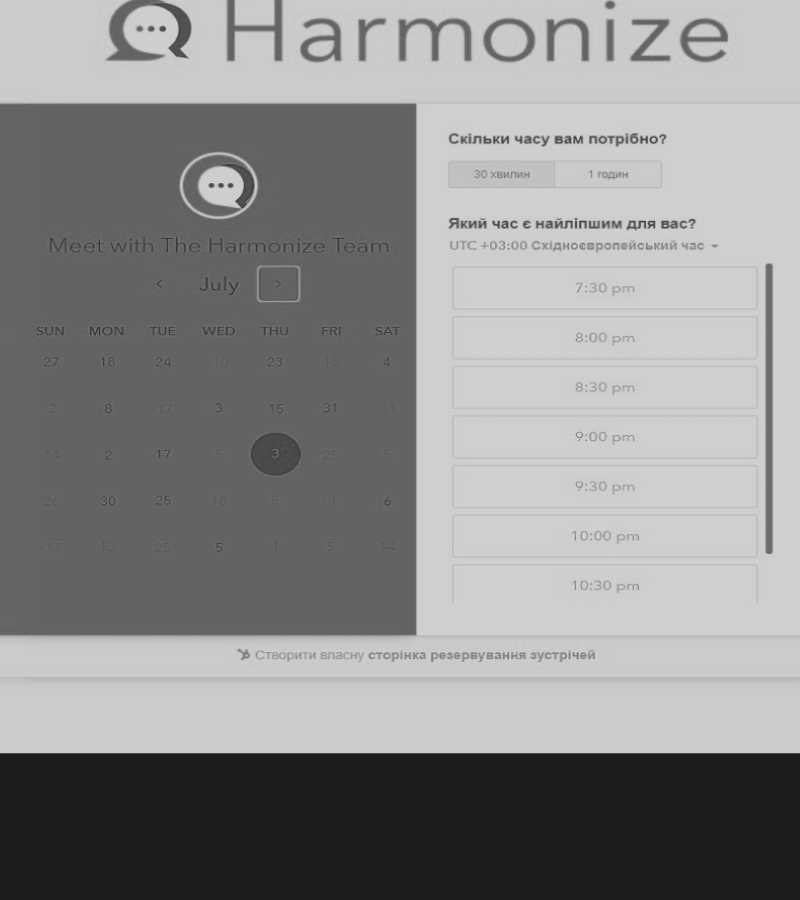 Harmonize
Meet with The Harmonize Team
July
SUN MON TUE WED THU FRI SAT
27 18 24 10 23 13 4
2 8 17 3 15 31 31
14 2 17 5 3 25 5
26 30 25 18 5 8 6
17 13 25 5 1 5 14
Скільки часу вам потрібно?
30 хвилин 1 годин
Який час є найліпшим для вас?
UTC +03:00 Східноєвропейський час
7:30 pm
8:00 pm
8:30 pm
9:00 pm
9:30 pm
10:00 pm
10:30 pm
Створити власну сторінка резервування зустрічей